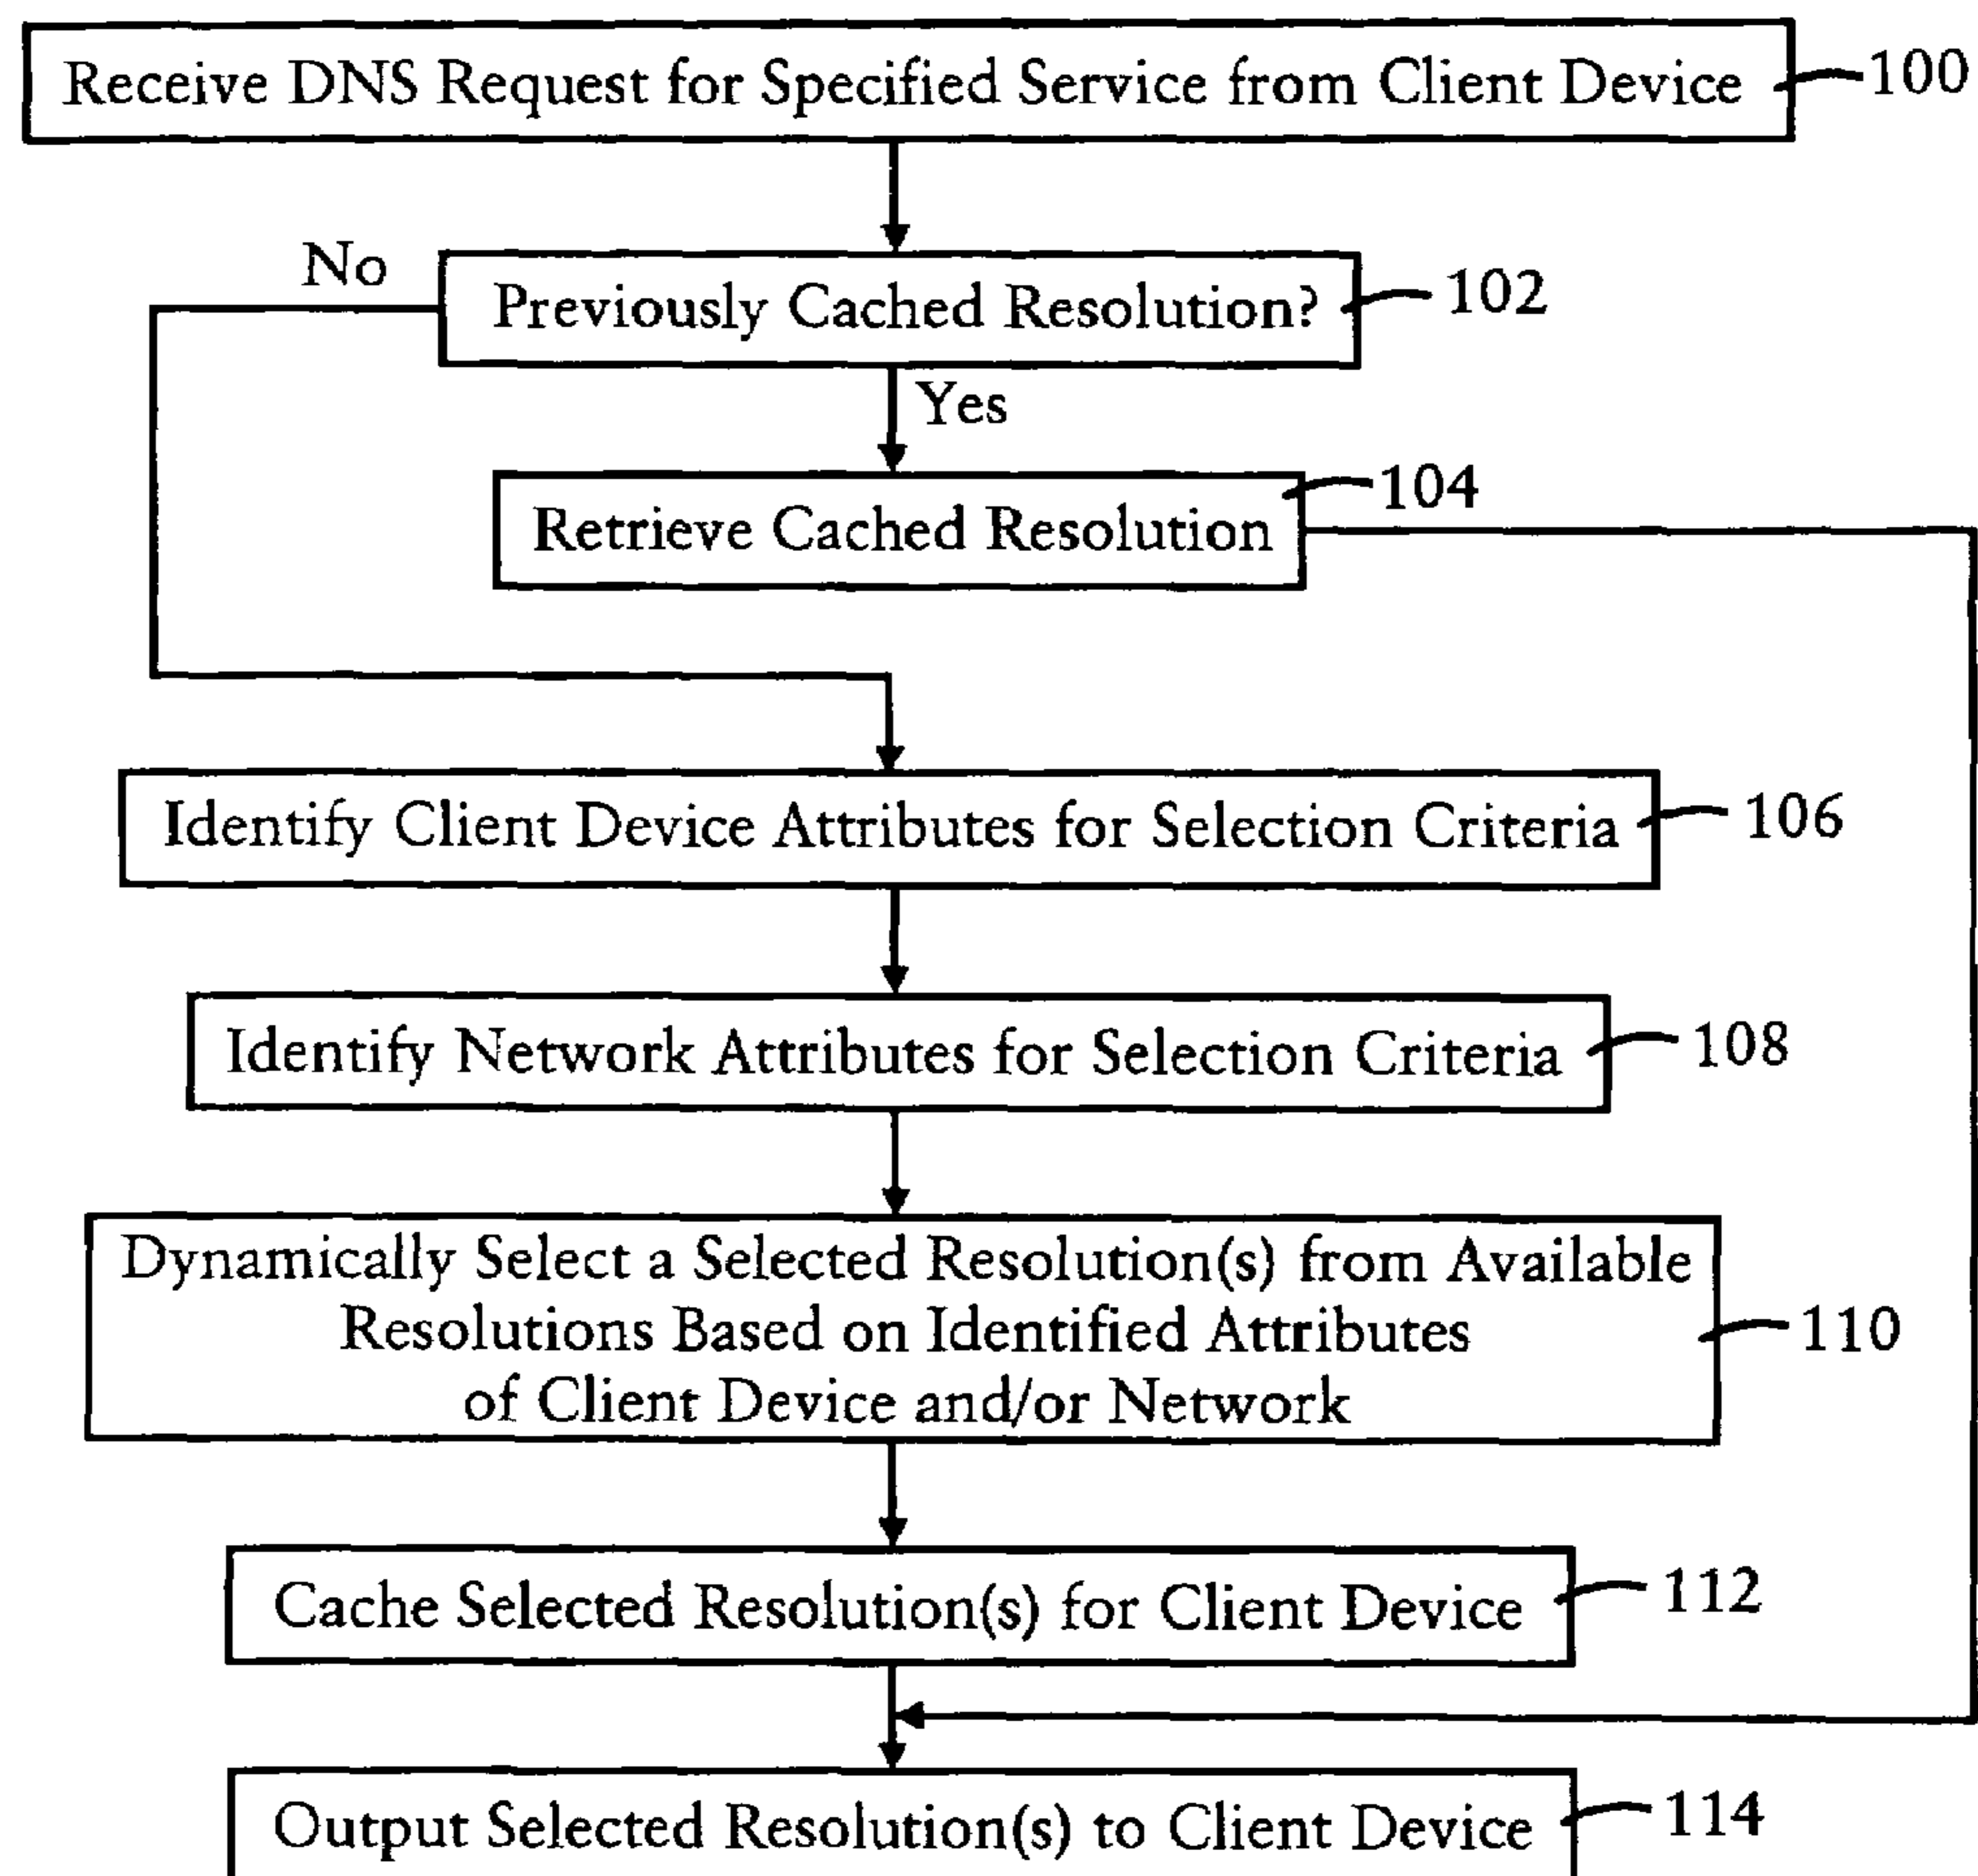 Receive DNS Request for Specified Service from Client Device
100
No
Previously Cached Resolution?
102
Yes
104
Retrieve Cached Resolution
Identify Client Device Attributes for Selection Criteria
106
Identify Network Attributes for Selection Criteria
108
Dynamically Select a Selected Resolution(s) from Available
Resolutions Based on Identified Attributes
of Client Device and/or Network
110
Cache Selected Resolution(s) for Client Device
112
Output Selected Resolution(s) to Client Device
114